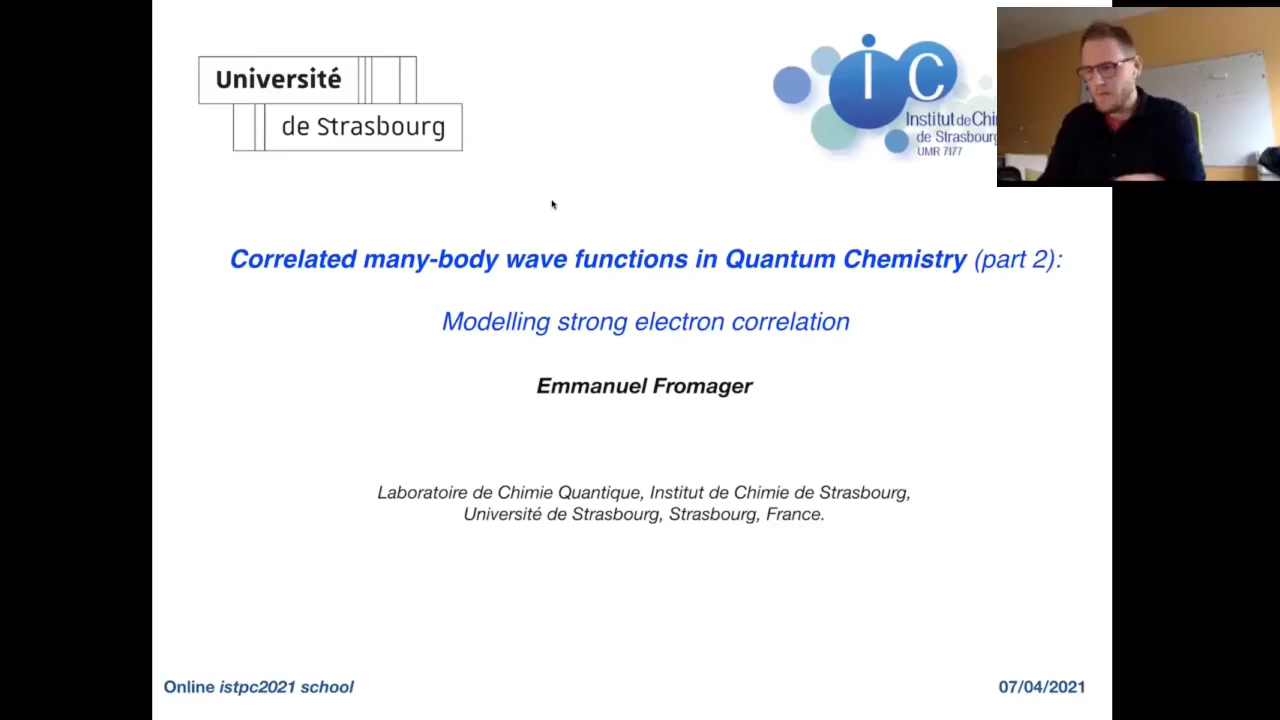 Université
de Strasbourg
iC
Institut de Chi
de Strasbourg
UMR 7177
Correlated many-body wave functions in Quantum Chemistry (part 2):
Modelling strong electron correlation
Emmanuel Fromager
Laboratoire de Chimie Quantique, Institut de Chimie de Strasbourg,
Université de Strasbourg, Strasbourg, France.
Online istpc2021 school
07/04/2021